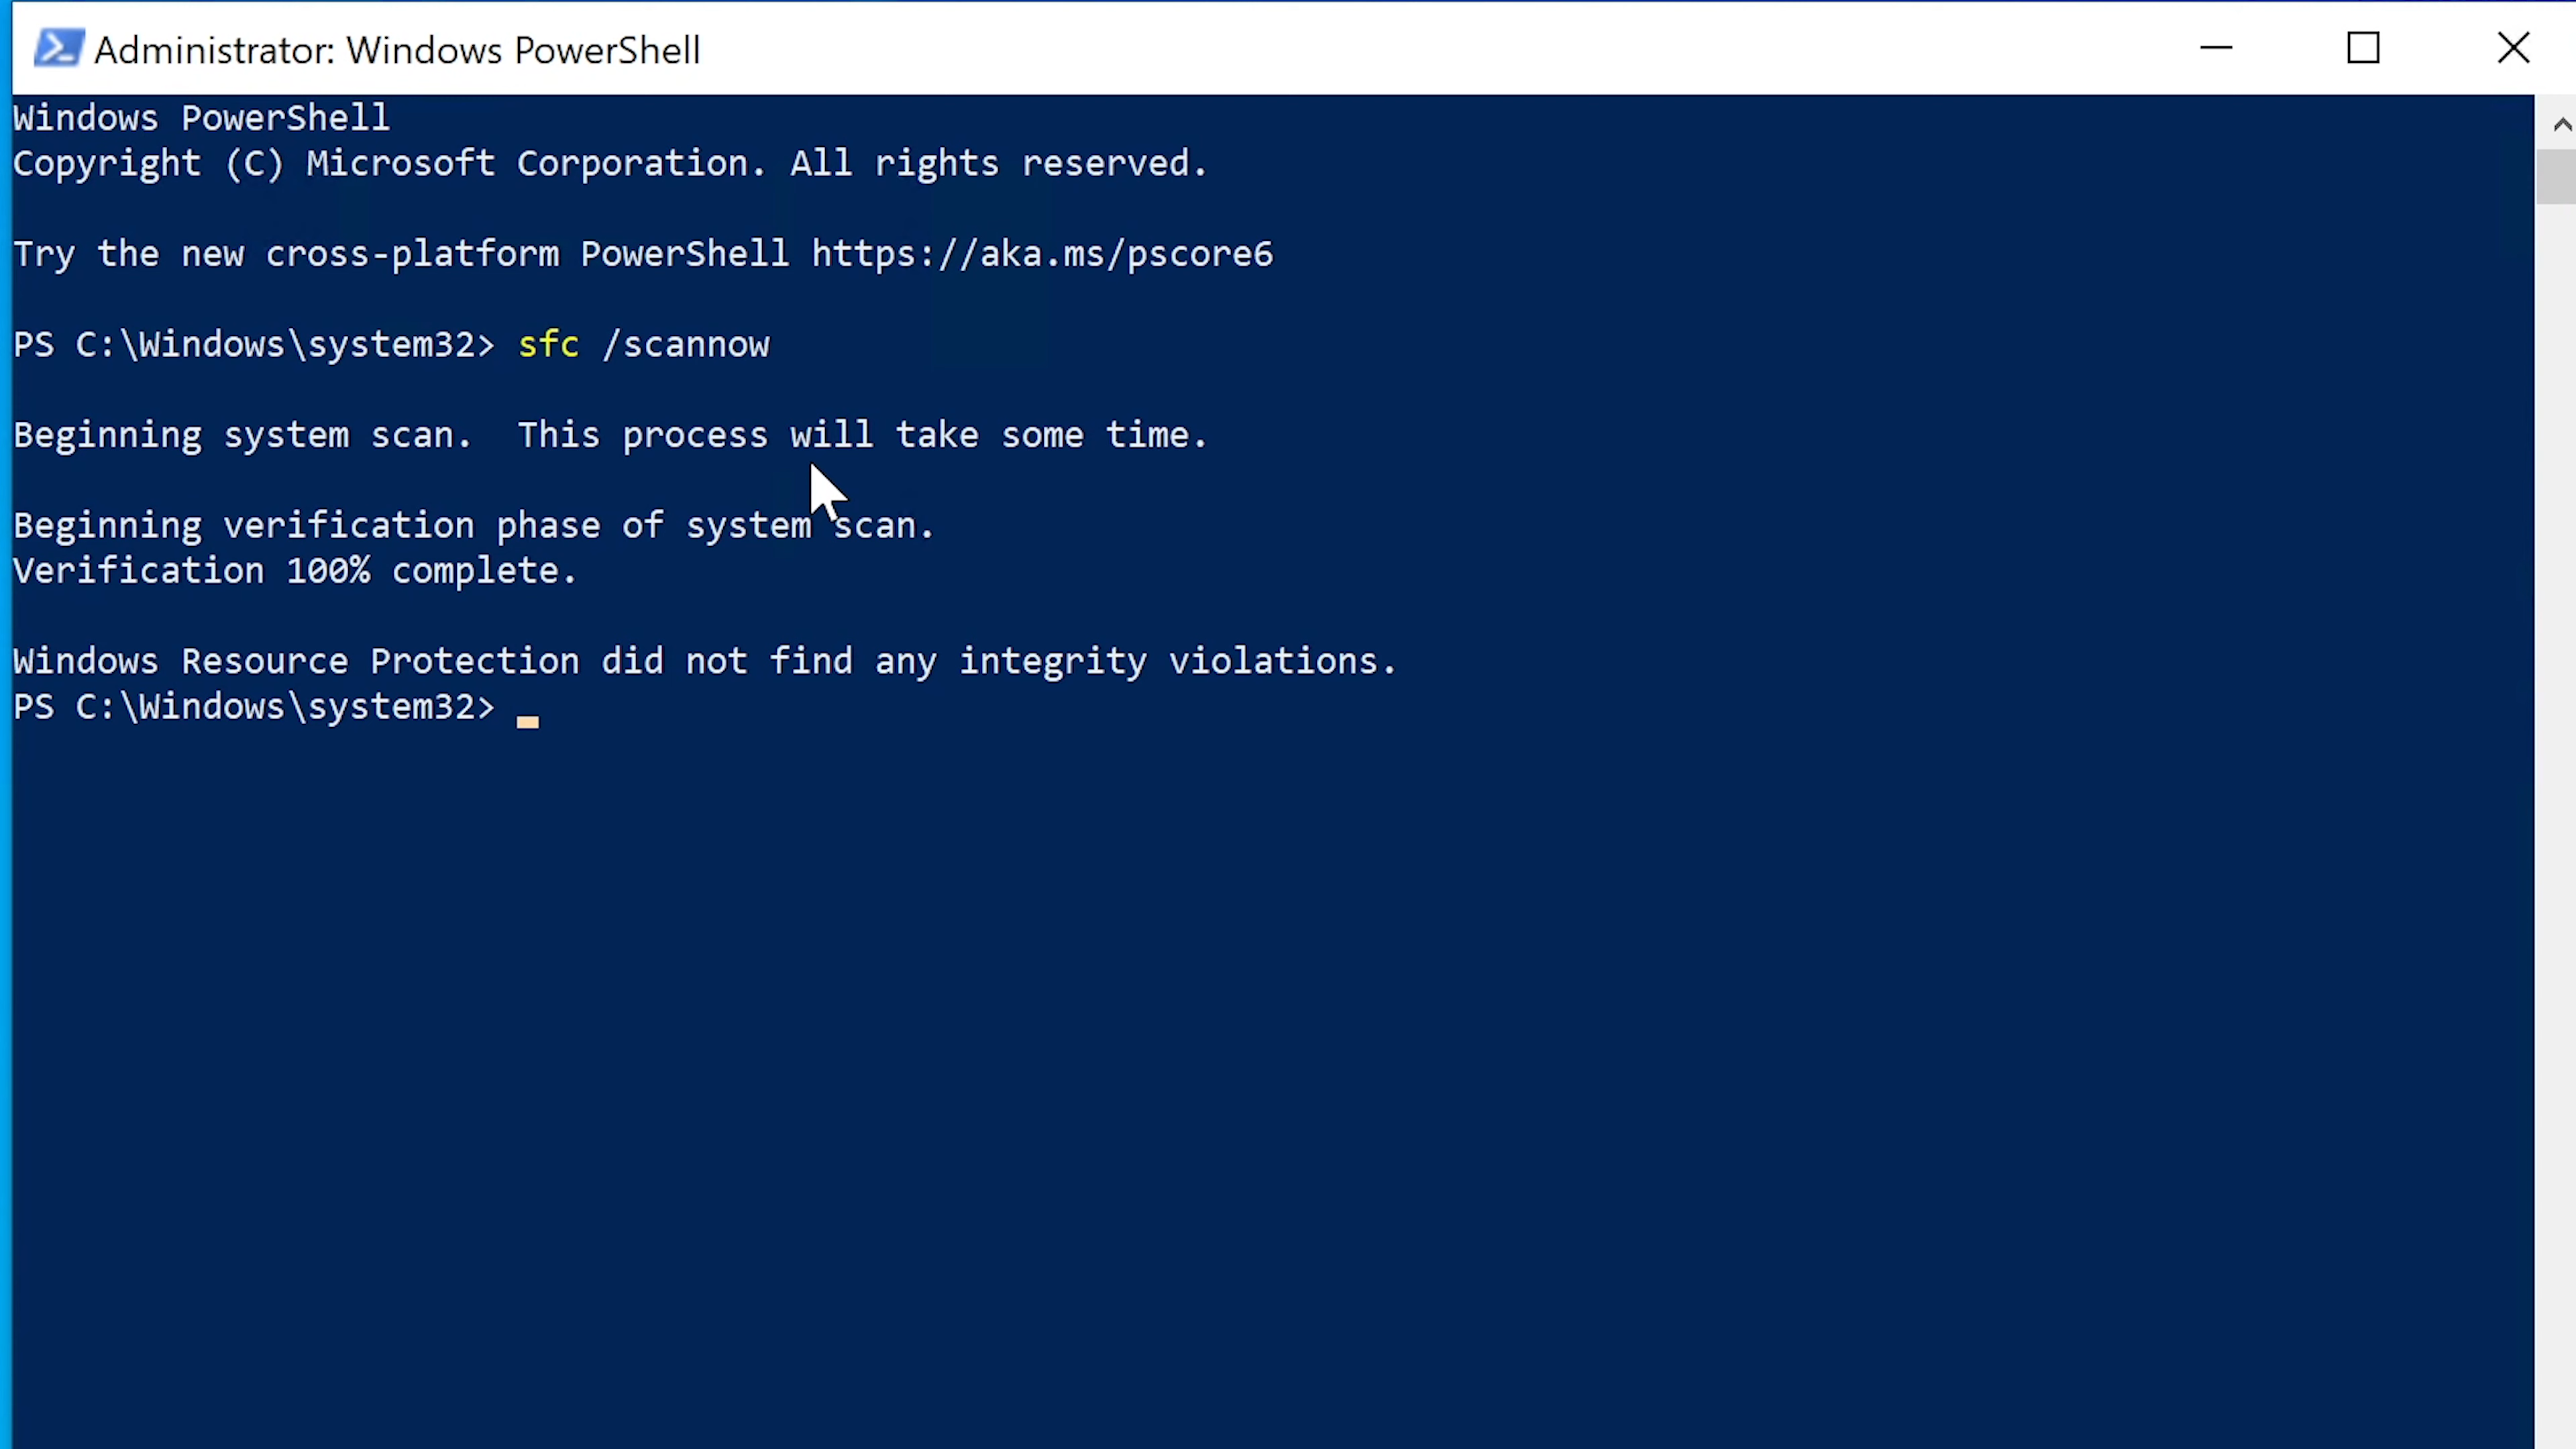 Administrator: Windows PowerShell
Windows PowerShell
Copyright (C) Microsoft Corporation. All rights reserved.
Try the new cross-platform PowerShell https://aka.ms/pscore6
PS C:\Windows\system32> sfc /scannow
Beginning system scan.  This process will take some time.
Beginning verification phase of system scan.
Verification 100% complete.
Windows Resource Protection did not find any integrity violations.
PS C:\Windows\system32>